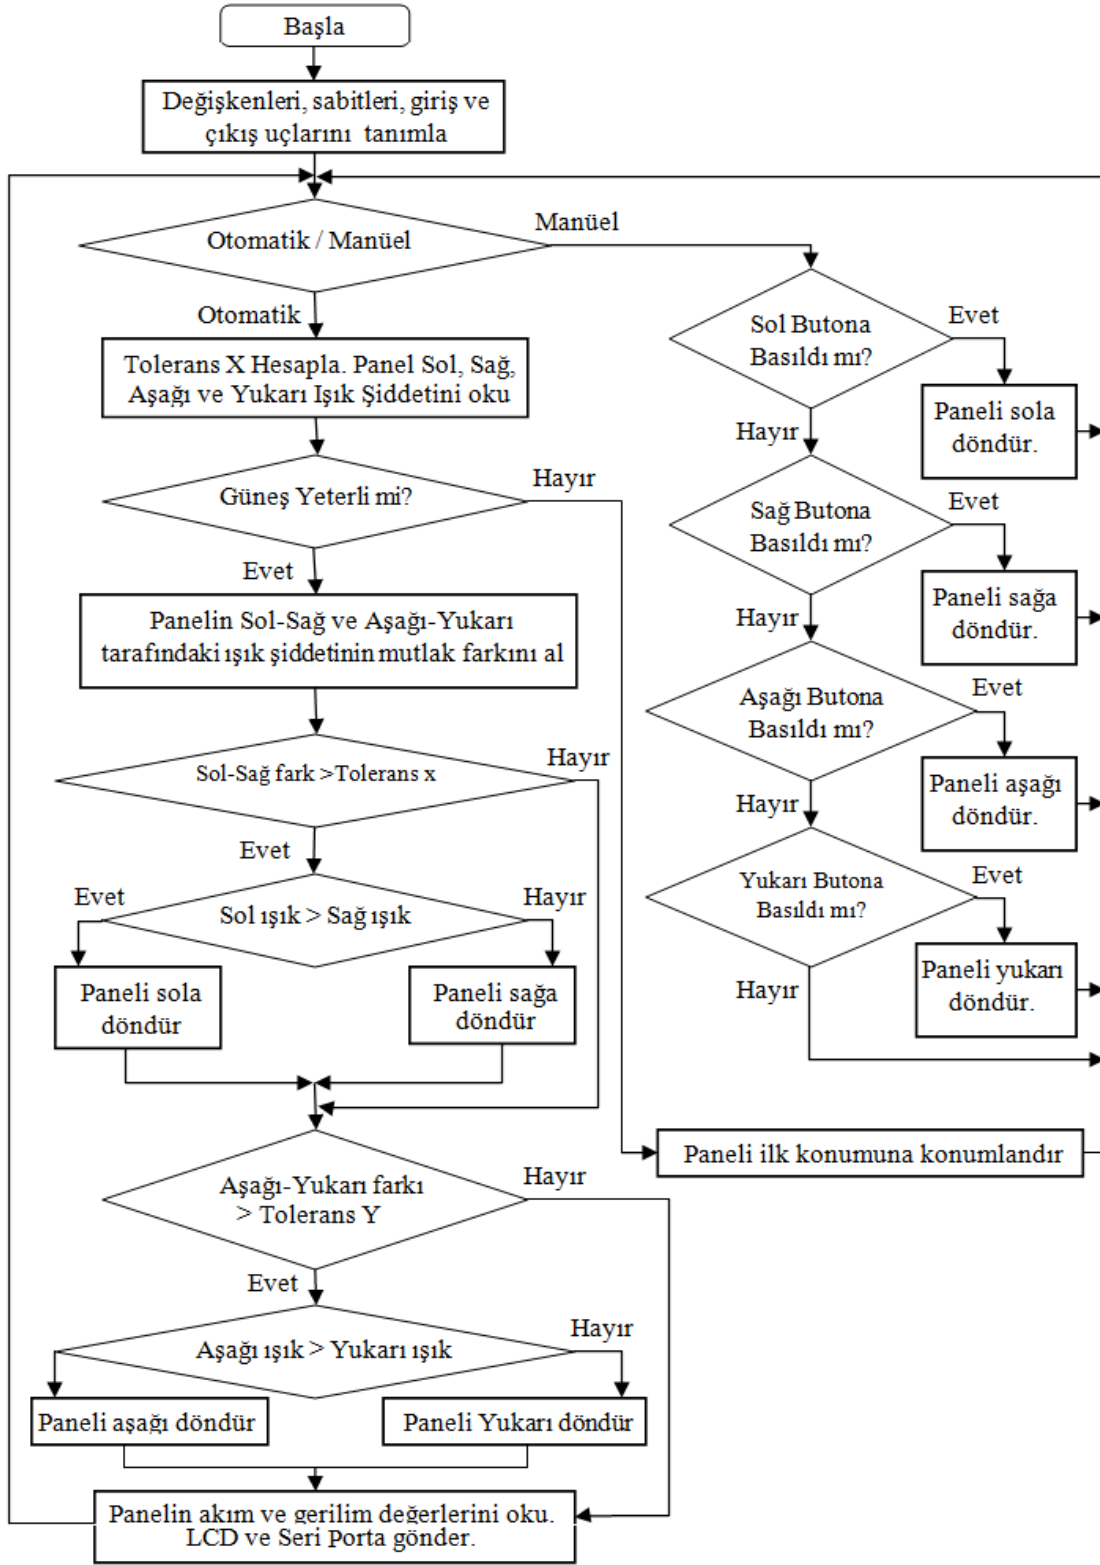 Başla
Değişkenleri, sabitleri, giriş ve
çıkış uçlarını tanımla
Otomatik / Manüel
Manüel
Otomatik
Tolerans X Hesapla. Panel Sol, Sağ,
Aşağı ve Yukarı Işık Şiddetini oku
Güneş Yeterli mi?
Hayır
Evet
Panelin Sol-Sağ ve Aşağı-Yukarı
tarafındaki ışık şiddetinin mutlak farkını al
Sol-Sağ fark >Tolerans x
Hayır
Evet
Sol ışık > Sağ ışık
Evet
Hayır
Paneli sola
döndür
Paneli sağa
döndür
Aşağı-Yukarı farkı
> Tolerans Y
Hayır
Evet
Aşağı ışık > Yukarı ışık
Hayır
Paneli aşağı döndür
Paneli Yukarı döndür
Panelin akım ve gerilim değerlerini oku.
LCD ve Seri Porta gönder.
Sol Butona
Basıldı mı?
Evet
Paneli sola
döndür.
Hayır
Sağ Butona
Basıldı mı?
Evet
Paneli sağa
döndür.
Hayır
Aşağı Butona
Basıldı mı?
Evet
Paneli aşağı
döndür.
Hayır
Yukarı Butona
Basıldı mı?
Evet
Paneli yukarı
döndür.
Hayır
Paneli ilk konumuna konumlandır